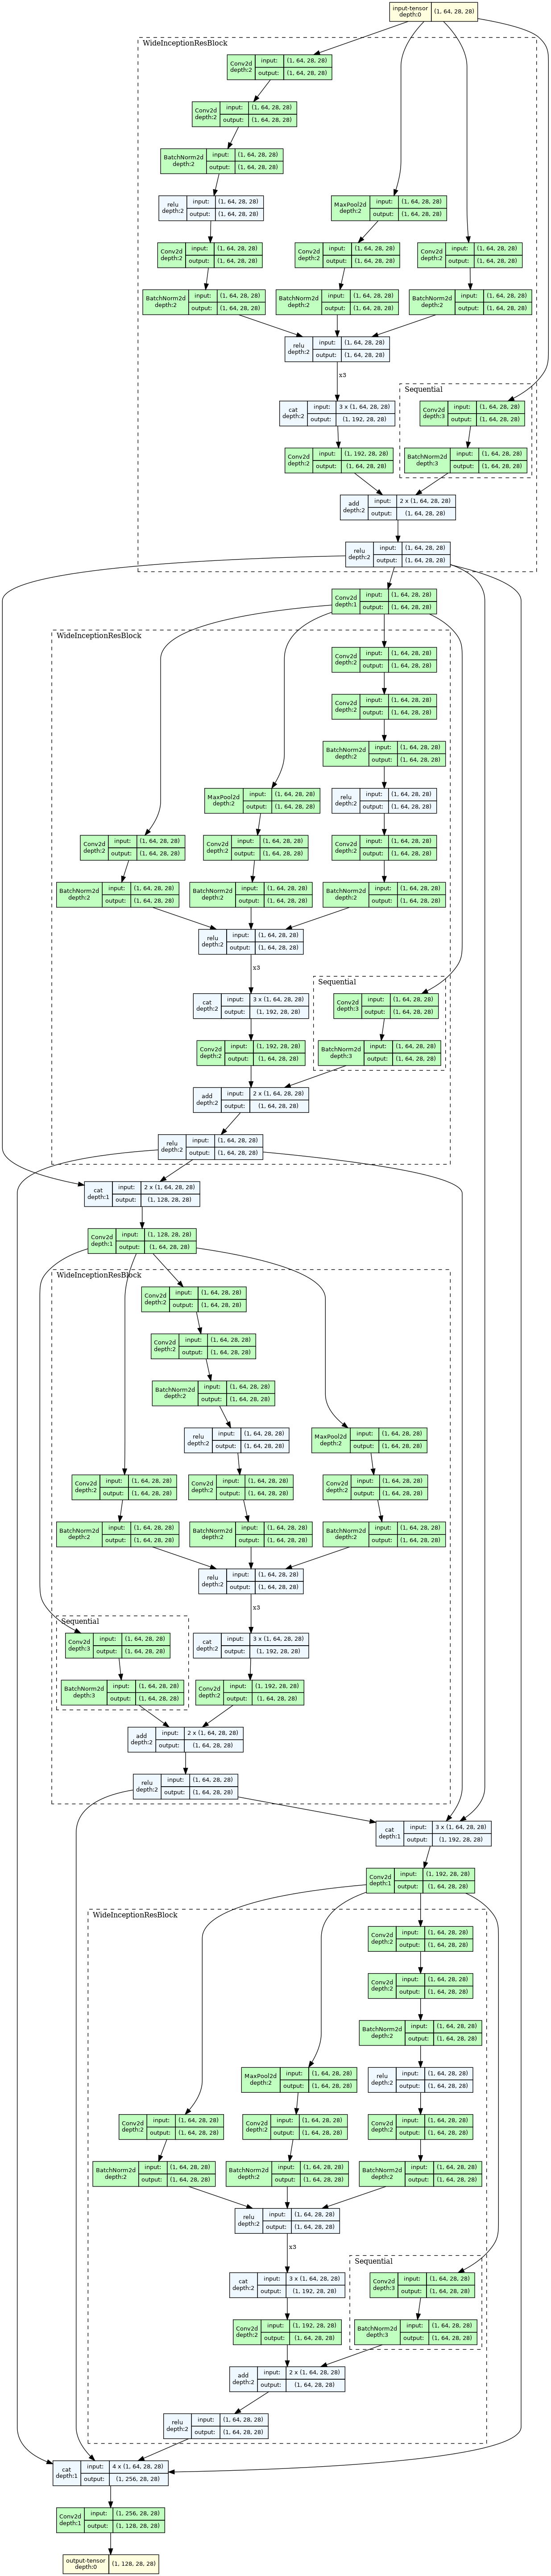 input-tensor
depth:0 (1, 64, 28, 28)
WideInceptionResBlock
Conv2d input: (1, 64, 28, 28)
depth:2 output: (1, 64, 28, 28)
Conv2d input: (1, 64, 28, 28)
depth:2 output: (1, 64, 28, 28)
BatchNorm2d input: (1, 64, 28, 28)
depth:2 output: (1, 64, 28, 28)
relu input: (1, 64, 28, 28)
depth:2 output: (1, 64, 28, 28)
MaxPool2d input: (1, 64, 28, 28)
depth:2 output: (1, 64, 28, 28)
Conv2d input: (1, 64, 28, 28)
depth:2 output: (1, 64, 28, 28)
Conv2d input: (1, 64, 28, 28)
depth:2 output: (1, 64, 28, 28)
Conv2d input: (1, 64, 28, 28)
depth:2 output: (1, 64, 28, 28)
BatchNorm2d input: (1, 64, 28, 28)
depth:2 output: (1, 64, 28, 28)
BatchNorm2d input: (1, 64, 28, 28)
depth:2 output: (1, 64, 28, 28)
BatchNorm2d input: (1, 64, 28, 28)
depth:2 output: (1, 64, 28, 28)
relu input: (1, 64, 28, 28)
depth:2 output: (1, 64, 28, 28)
x3
Sequential
cat input: 3 x (1, 64, 28, 28)
depth:2 output: (1, 192, 28, 28)
Conv2d input: (1, 64, 28, 28)
depth:3 output: (1, 64, 28, 28)
Conv2d input: (1, 192, 28, 28)
depth:2 output: (1, 64, 28, 28)
BatchNorm2d input: (1, 64, 28, 28)
depth:3 output: (1, 64, 28, 28)
add input: 2 x (1, 64, 28, 28)
depth:2 output: (1, 64, 28, 28)
relu input: (1, 64, 28, 28)
depth:2 output: (1, 64, 28, 28)
Conv2d input: (1, 64, 28, 28)
depth:1 output: (1, 64, 28, 28)
WideInceptionResBlock
Conv2d input: (1, 64, 28, 28)
depth:2 output: (1, 64, 28, 28)
Conv2d input: (1, 64, 28, 28)
depth:2 output: (1, 64, 28, 28)
BatchNorm2d input: (1, 64, 28, 28)
depth:2 output: (1, 64, 28, 28)
MaxPool2d input: (1, 64, 28, 28)
depth:2 output: (1, 64, 28, 28)
relu input: (1, 64, 28, 28)
depth:2 output: (1, 64, 28, 28)
Conv2d input: (1, 64, 28, 28)
depth:2 output: (1, 64, 28, 28)
Conv2d input: (1, 64, 28, 28)
depth:2 output: (1, 64, 28, 28)
Conv2d input: (1, 64, 28, 28)
depth:2 output: (1, 64, 28, 28)
BatchNorm2d input: (1, 64, 28, 28)
depth:2 output: (1, 64, 28, 28)
BatchNorm2d input: (1, 64, 28, 28)
depth:2 output: (1, 64, 28, 28)
BatchNorm2d input: (1, 64, 28, 28)
depth:2 output: (1, 64, 28, 28)
relu input: (1, 64, 28, 28)
depth:2 output: (1, 64, 28, 28)
x3
Sequential
cat input: 3 x (1, 64, 28, 28)
depth:2 output: (1, 192, 28, 28)
Conv2d input: (1, 64, 28, 28)
depth:3 output: (1, 64, 28, 28)
Conv2d input: (1, 192, 28, 28)
depth:2 output: (1, 64, 28, 28)
BatchNorm2d input: (1, 64, 28, 28)
depth:3 output: (1, 64, 28, 28)
add input: 2 x (1, 64, 28, 28)
depth:2 output: (1, 64, 28, 28)
relu input: (1, 64, 28, 28)
depth:2 output: (1, 64, 28, 28)
cat input: 2 x (1, 64, 28, 28)
depth:1 output: (1, 128, 28, 28)
Conv2d input: (1, 128, 28, 28)
depth:1 output: (1, 64, 28, 28)
WideInceptionResBlock
Conv2d input: (1, 64, 28, 28)
depth:2 output: (1, 64, 28, 28)
Conv2d input: (1, 64, 28, 28)
depth:2 output: (1, 64, 28, 28)
BatchNorm2d input: (1, 64, 28, 28)
depth:2 output: (1, 64, 28, 28)
relu input: (1, 64, 28, 28)
depth:2 output: (1, 64, 28, 28)
MaxPool2d input: (1, 64, 28, 28)
depth:2 output: (1, 64, 28, 28)
Conv2d input: (1, 64, 28, 28)
depth:2 output: (1, 64, 28, 28)
Conv2d input: (1, 64, 28, 28)
depth:2 output: (1, 64, 28, 28)
Conv2d input: (1, 64, 28, 28)
depth:2 output: (1, 64, 28, 28)
BatchNorm2d input: (1, 64, 28, 28)
depth:2 output: (1, 64, 28, 28)
BatchNorm2d input: (1, 64, 28, 28)
depth:2 output: (1, 64, 28, 28)
BatchNorm2d input: (1, 64, 28, 28)
depth:2 output: (1, 64, 28, 28)
relu input: (1, 64, 28, 28)
depth:2 output: (1, 64, 28, 28)
x3
Sequential
Conv2d input: (1, 64, 28, 28)
depth:3 output: (1, 64, 28, 28)
cat input: 3 x (1, 64, 28, 28)
depth:2 output: (1, 192, 28, 28)
BatchNorm2d input: (1, 64, 28, 28)
depth:3 output: (1, 64, 28, 28)
Conv2d input: (1, 192, 28, 28)
depth:2 output: (1, 64, 28, 28)
add input: 2 x (1, 64, 28, 28)
depth:2 output: (1, 64, 28, 28)
relu input: (1, 64, 28, 28)
depth:2 output: (1, 64, 28, 28)
cat input: 3 x (1, 64, 28, 28)
depth:1 output: (1, 192, 28, 28)
Conv2d input: (1, 192, 28, 28)
depth:1 output: (1, 64, 28, 28)
WideInceptionResBlock
Conv2d input: (1, 64, 28, 28)
depth:2 output: (1, 64, 28, 28)
Conv2d input: (1, 64, 28, 28)
depth:2 output: (1, 64, 28, 28)
BatchNorm2d input: (1, 64, 28, 28)
depth:2 output: (1, 64, 28, 28)
MaxPool2d input: (1, 64, 28, 28)
depth:2 output: (1, 64, 28, 28)
relu input: (1, 64, 28, 28)
depth:2 output: (1, 64, 28, 28)
Conv2d input: (1, 64, 28, 28)
depth:2 output: (1, 64, 28, 28)
Conv2d input: (1, 64, 28, 28)
depth:2 output: (1, 64, 28, 28)
Conv2d input: (1, 64, 28, 28)
depth:2 output: (1, 64, 28, 28)
BatchNorm2d input: (1, 64, 28, 28)
depth:2 output: (1, 64, 28, 28)
BatchNorm2d input: (1, 64, 28, 28)
depth:2 output: (1, 64, 28, 28)
BatchNorm2d input: (1, 64, 28, 28)
depth:2 output: (1, 64, 28, 28)
relu input: (1, 64, 28, 28)
depth:2 output: (1, 64, 28, 28)
x3
Sequential
cat input: 3 x (1, 64, 28, 28)
depth:2 output: (1, 192, 28, 28)
Conv2d input: (1, 64, 28, 28)
depth:3 output: (1, 64, 28, 28)
Conv2d input: (1, 192, 28, 28)
depth:2 output: (1, 64, 28, 28)
BatchNorm2d input: (1, 64, 28, 28)
depth:3 output: (1, 64, 28, 28)
add input: 2 x (1, 64, 28, 28)
depth:2 output: (1, 64, 28, 28)
relu input: (1, 64, 28, 28)
depth:2 output: (1, 64, 28, 28)
cat input: 4 x (1, 64, 28, 28)
depth:1 output: (1, 256, 28, 28)
Conv2d input: (1, 256, 28, 28)
depth:1 output: (1, 128, 28, 28)
output-tensor
depth:0 (1, 128, 28, 28)